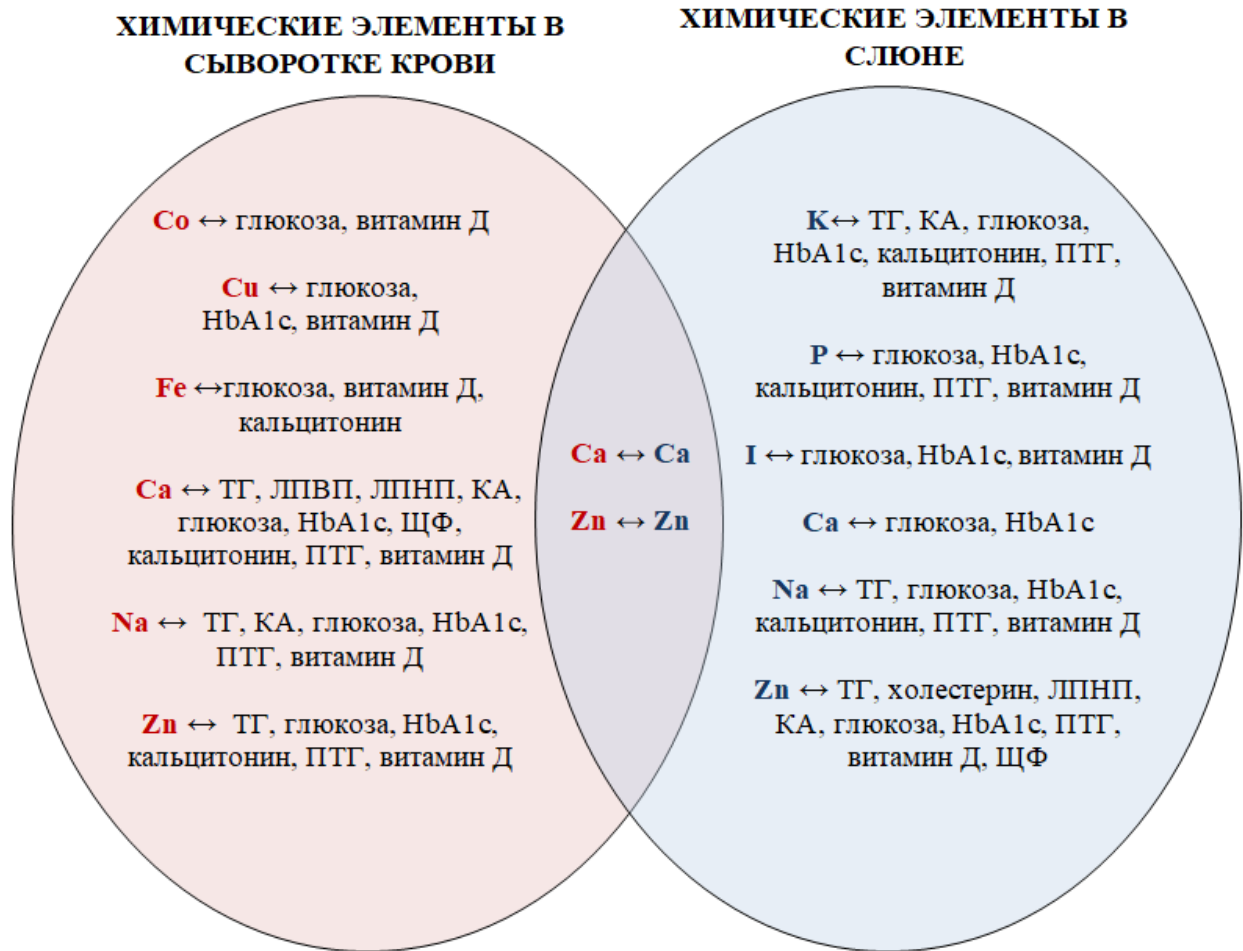 ХИМИЧЕСКИЕ ЭЛЕМЕНТЫ В
СЫВОРОТКЕ КРОВИ
Co ↔ глюкоза, витамин Д
Cu ↔ глюкоза,
HbA1c, витамин Д
Fe ↔глюкоза, витамин Д,
кальцитонин
Ca ↔ ТГ, ЛПВП, ЛПНП, КА,
глюкоза, HbA1c, ЩФ,
кальцитонин, ПТГ, витамин Д
Na ↔ ТГ, КА, глюкоза, HbA1c,
ПТГ, витамин Д
Zn ↔ ТГ, глюкоза, HbA1c,
кальцитонин, ПТГ, витамин Д
Ca ↔ Ca
Zn ↔ Zn
ХИМИЧЕСКИЕ ЭЛЕМЕНТЫ В
СЛЮНЕ
K↔ ТГ, КА, глюкоза,
HbA1c, кальцитонин, ПТГ,
витамин Д
P ↔ глюкоза, HbA1c,
кальцитонин, ПТГ, витамин Д
I ↔ глюкоза, HbA1c, витамин Д
Ca ↔ глюкоза, HbA1c
Na ↔ ТГ, глюкоза, HbA1c,
кальцитонин, ПТГ, витамин Д
Zn ↔ ТГ, холестерин, ЛПНП,
КА, глюкоза, HbA1c, ПТГ,
витамин Д, ЩФ